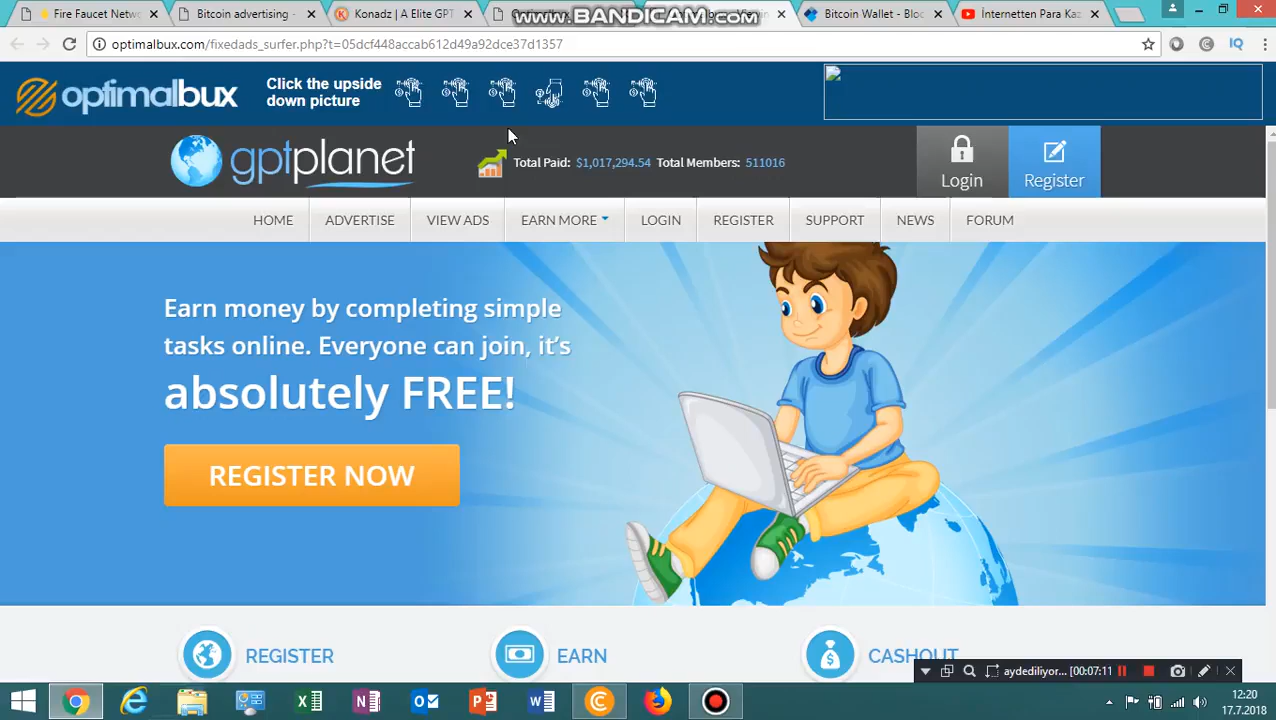 Fire Faucet Netw
Bitcoin advertising -
Konadz | A Elite GPT
www.BANDICAM.com
Bitcoin Wallet - Bloc
İnternetten Para Kaz
optimalbux.com/fixedads_surfer.php?t=05dcf448accab612d49a92dce37d1357
optimalbux
Click the upside
down picture
gptplanet
Total Paid: $1,017,294.54 Total Members: 511016
Login
Register
HOME
ADVERTISE
VIEW ADS
EARN MORE
LOGIN
REGISTER
SUPPORT
NEWS
FORUM
Earn money by completing simple
tasks online. Everyone can join, it's
absolutely FREE!
REGISTER NOW
REGISTER
EARN
CASHOUT
aydediliyor... [00:07:11]
12:20
17.7.2018